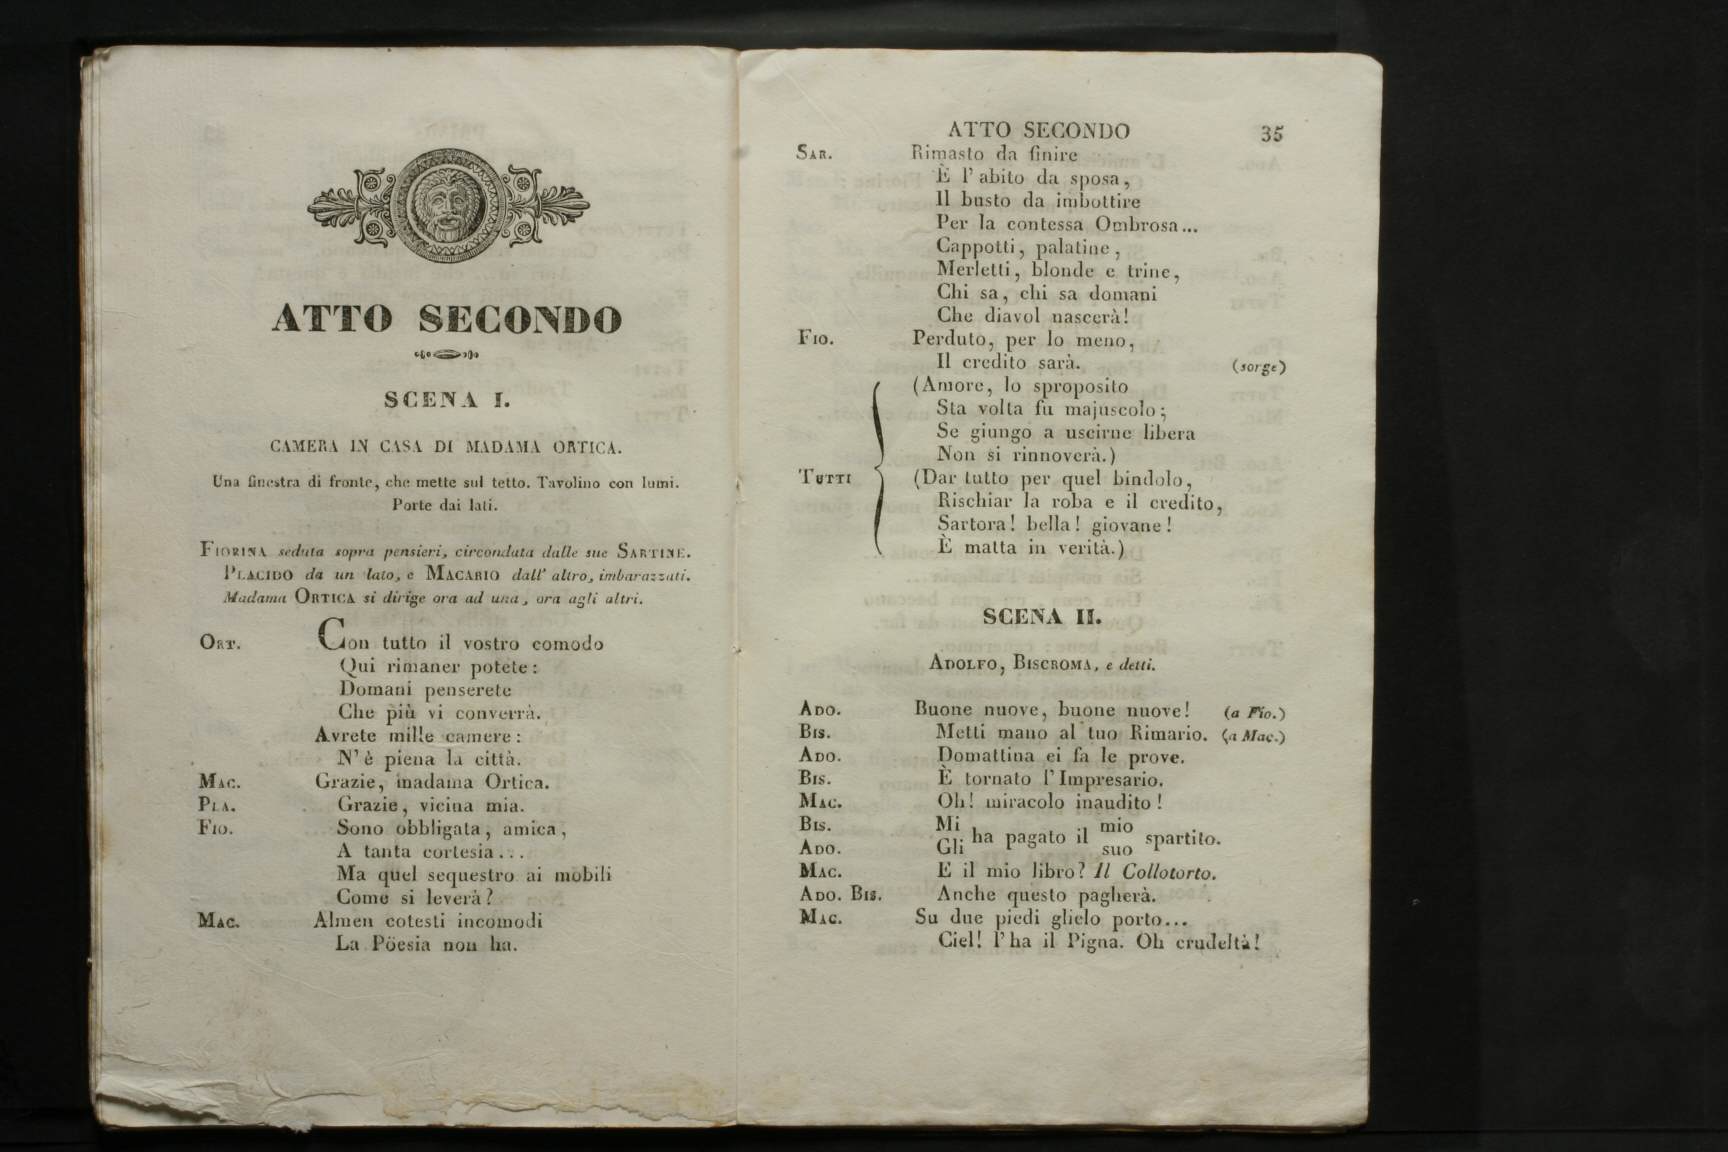 ATTO SECONDO
SCENA I.
CAMERA IN CASA DI MADAMA ORTICA.
Una finestra di fronte, che mette sul tetto. Tavolino con lumi.
Porte dai lati.
FIORINA seduta sopra pensieri, circondata dalle sue SARTINE.
PLACIDO da un lato, e MACARIO dall' altro, imbarazzati.
Madama ORTICA si dirige ora ad una, ora agli altri.
ORT. Con tutto il vostro comodo
Qui rimaner potete:
Domani penserete
Che più vi converrà.
Avrete mille camere:
N' è piena la città.
MAC. Grazie, madama Ortica.
PLA. Grazie, vicina mia.
FIO. Sono obbligata, amica,
A tanta cortesia...
Ma quel sequestro ai mobili
Come si leverà?
MAC. Almen cotesti incomodi
La Pöesia non ha.
ATTO SECONDO 35
SAR. Rimasto da finire
È l' abito da sposa,
Il busto da imbottire
Per la contessa Ombrosa...
Cappotti, palatine,
Merletti, blonde e trine,
Chi sa, chi sa domani
Che diavol nascerà!
FIO. Perduto, per lo meno,
Il credito sarà. (sorge)
(Amore, lo sproposito
Sta volta fu majuscolo;
Se giungo a uscirne libera
Non si rinnoverà.)
TUTTI (Dar tutto per quel bindolo,
Rischiar la roba e il credito,
Sartora! bella! giovane!
È matta in verità.)
SCENA II.
ADOLFO, BISCROMA, e detti.
ADO. Buone nuove, buone nuove! (a Fio.)
BIS. Metti mano al tuo Rimario. (a Mac.)
ADO. Domattina ei fa le prove.
BIS. È tornato l' Impresario.
MAC. Oh! miracolo inaudito!
BIS. Mi ha pagato il mio spartito.
ADO. Gli suo
MAC. E il mio libro? Il Collotorto.
ADO. BIS. Anche questo pagherà.
MAC. Su due piedi glielo porto...
Ciel! l' ha il Pigna. Oh crudeltà!